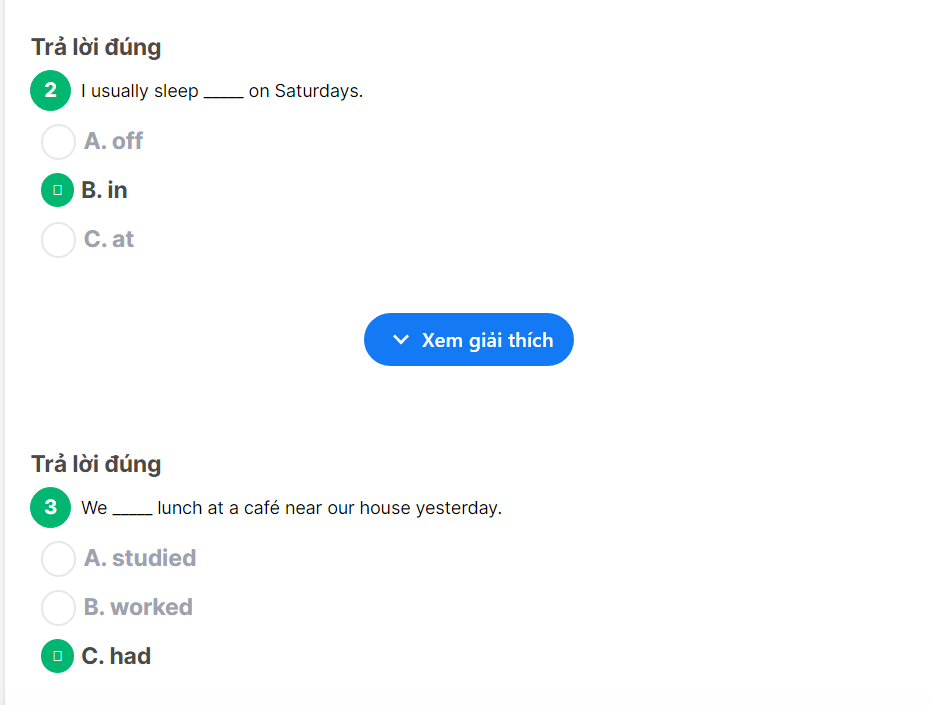 Trả lời đúng
2 I usually sleep _____ on Saturdays.
A. off
B. in
C. at
Xem giải thích
Trả lời đúng
3 We _____ lunch at a café near our house yesterday.
A. studied
B. worked
C. had